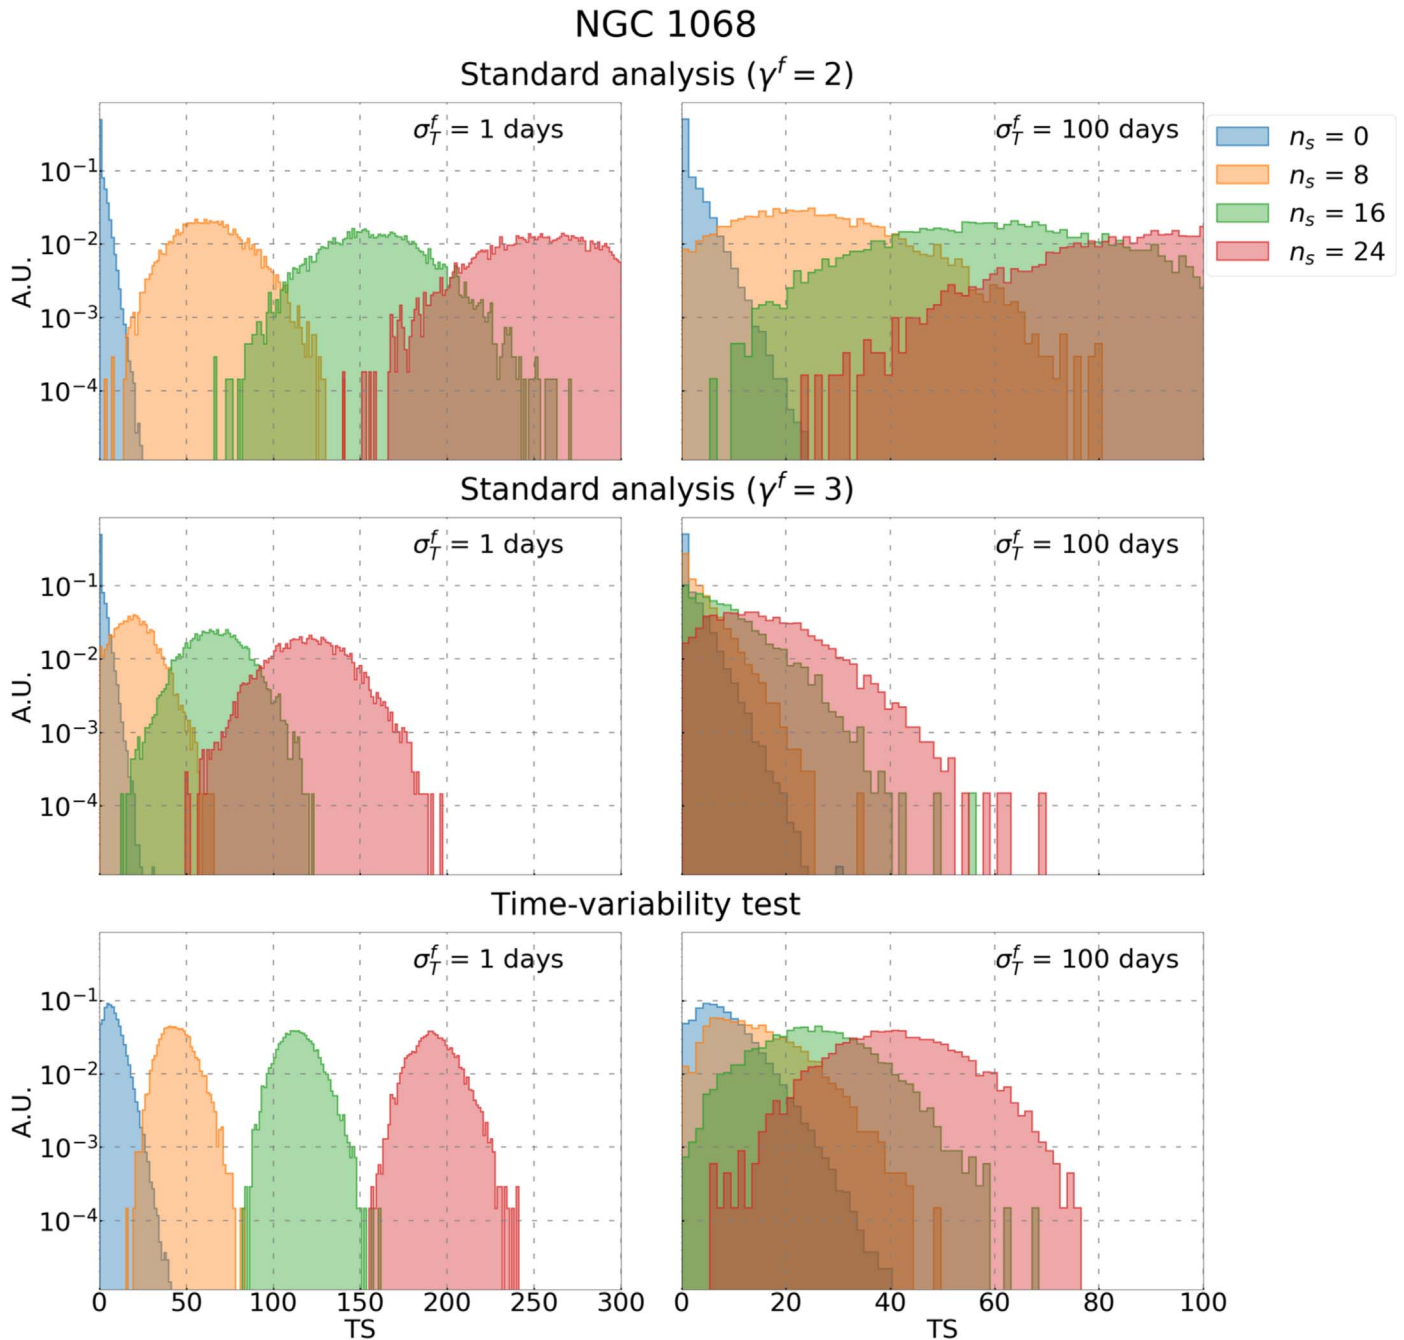 NGC 1068
Standard analysis (γ^f = 2)
σ_T^f = 1 days
σ_T^f = 100 days
n_s = 0
n_s = 8
n_s = 16
n_s = 24
10^-1
10^-2
10^-3
10^-4
A.U.
Standard analysis (γ^f = 3)
σ_T^f = 1 days
σ_T^f = 100 days
10^-1
10^-2
10^-3
10^-4
A.U.
Time-variability test
σ_T^f = 1 days
σ_T^f = 100 days
10^-1
10^-2
10^-3
10^-4
A.U.
0 50 100 150 200 250 300
0 20 40 60 80 100
TS
TS